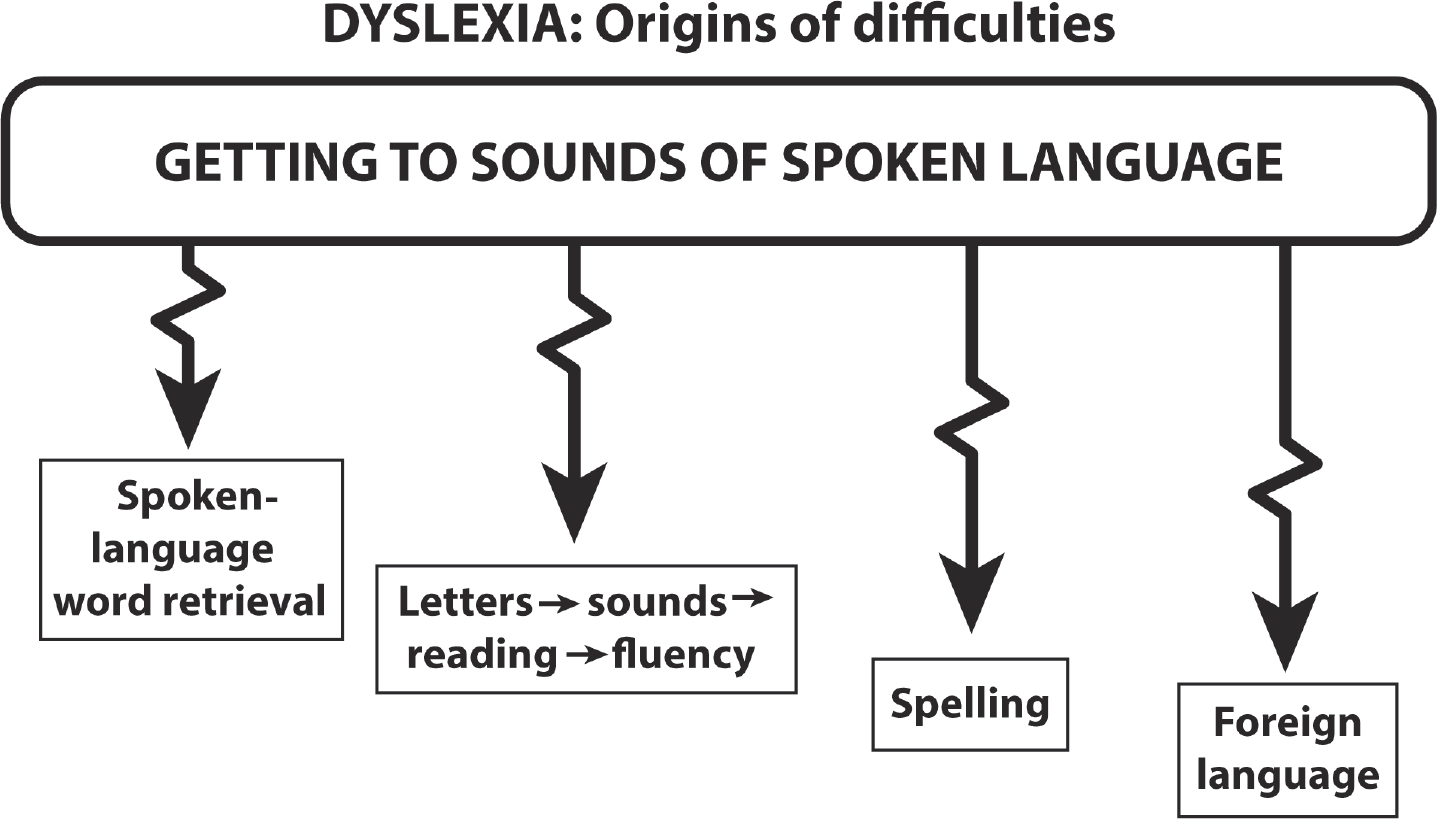 DYSLEXIA: Origins of difficulties
GETTING TO SOUNDS OF SPOKEN LANGUAGE
Spoken-
language
word retrieval
Letters → sounds →
reading → fluency
Spelling
Foreign
language